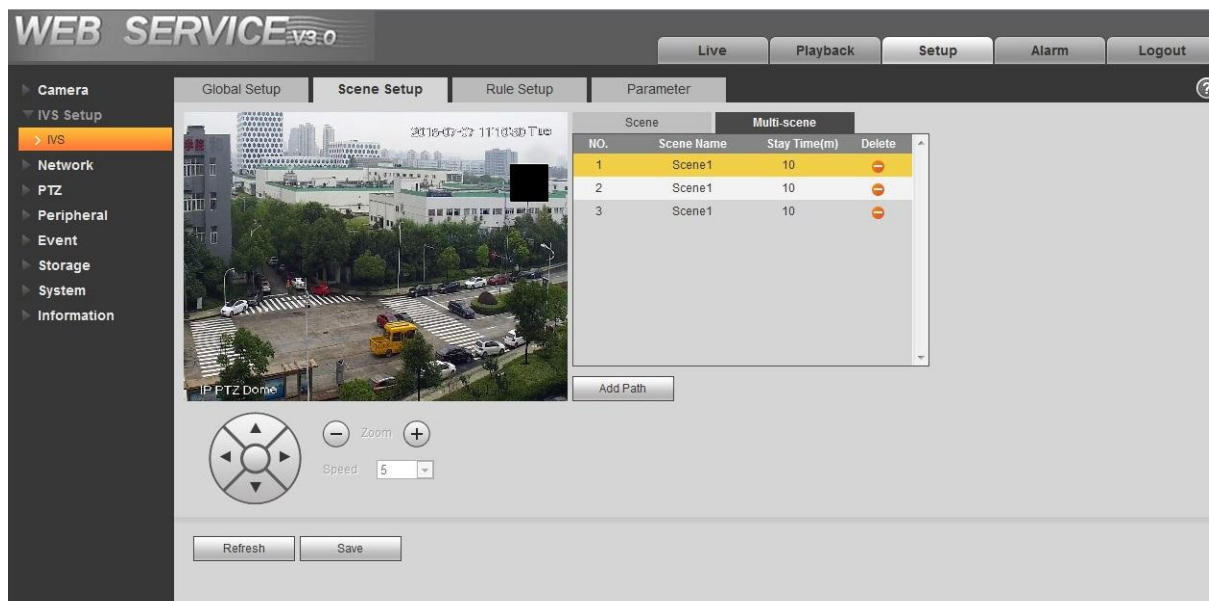 WEB SERVICE V3.0
Live Playback Setup Alarm Logout
Camera
IVS Setup
IVS
Network
PTZ
Peripheral
Event
Storage
System
Information
Global Setup Scene Setup Rule Setup Parameter
IP PTZ Dome
Scene Multi-scene
NO. Scene Name Stay Time(m) Delete
1 Scene1 10
2 Scene1 10
3 Scene1 10
Add Path
Zoom
Speed 5
Refresh Save